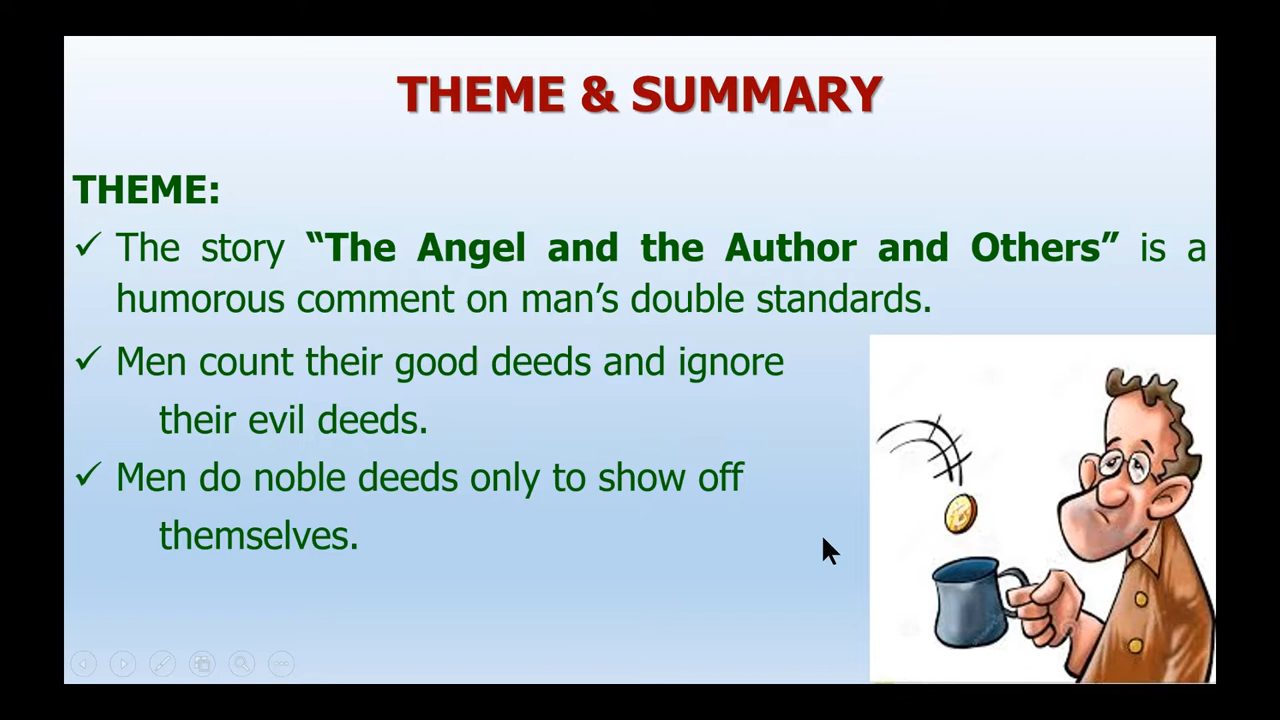 THEME & SUMMARY
THEME:
✓ The story “The Angel and the Author and Others” is a
humorous comment on man’s double standards.
✓ Men count their good deeds and ignore
their evil deeds.
✓ Men do noble deeds only to show off
themselves.